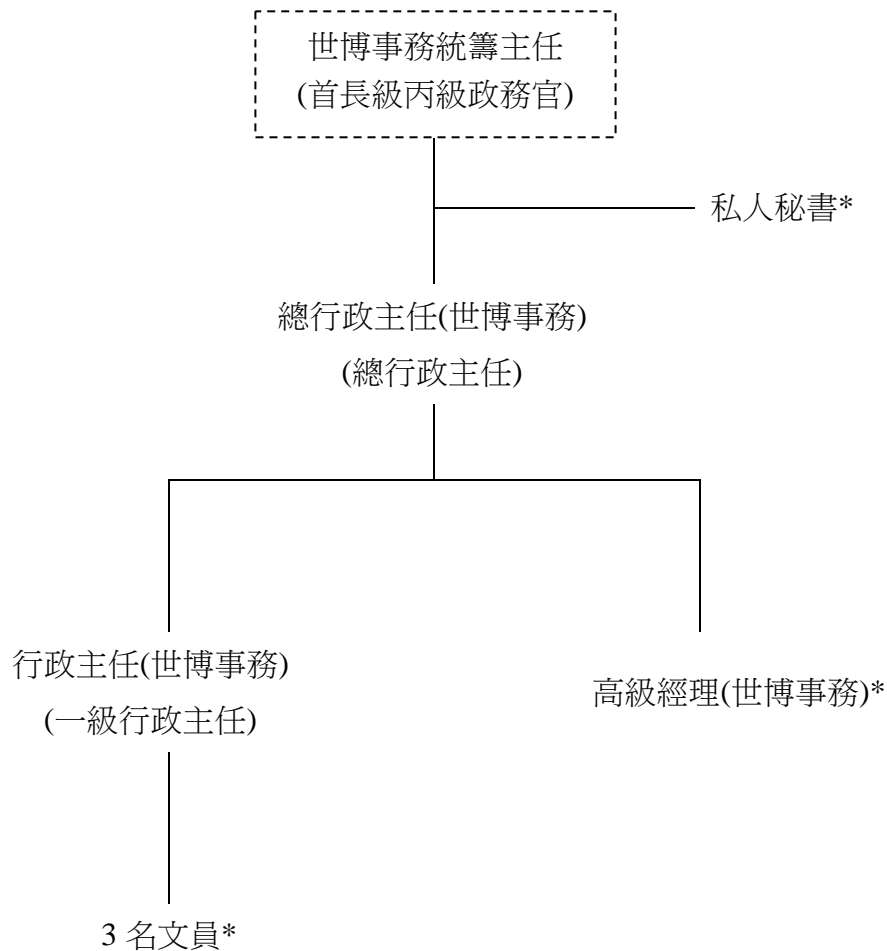 世博事務統籌主任
(首長級丙級政務官)
私人秘書*
總行政主任(世博事務)
(總行政主任)
行政主任(世博事務)
(一級行政主任)
高級經理(世博事務)*
3 名文員*